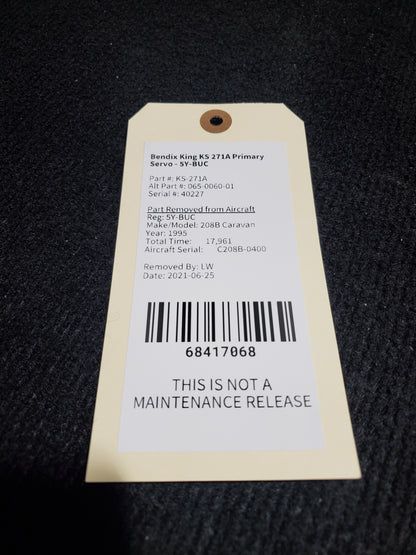 Bendix King KS 271A Primary
Servo - 5Y-BUC
Part #: KS-271A
Alt Part #: 065-0060-01
Serial #: 40227
Part Removed from Aircraft
Reg: 5Y-BUC
Make/Model: 208B Caravan
Year: 1995
Total Time: 17,961
Aircraft Serial: C208B-0400
Removed By: LW
Date: 2021-06-25
68417068
THIS IS NOT A
MAINTENANCE RELEASE